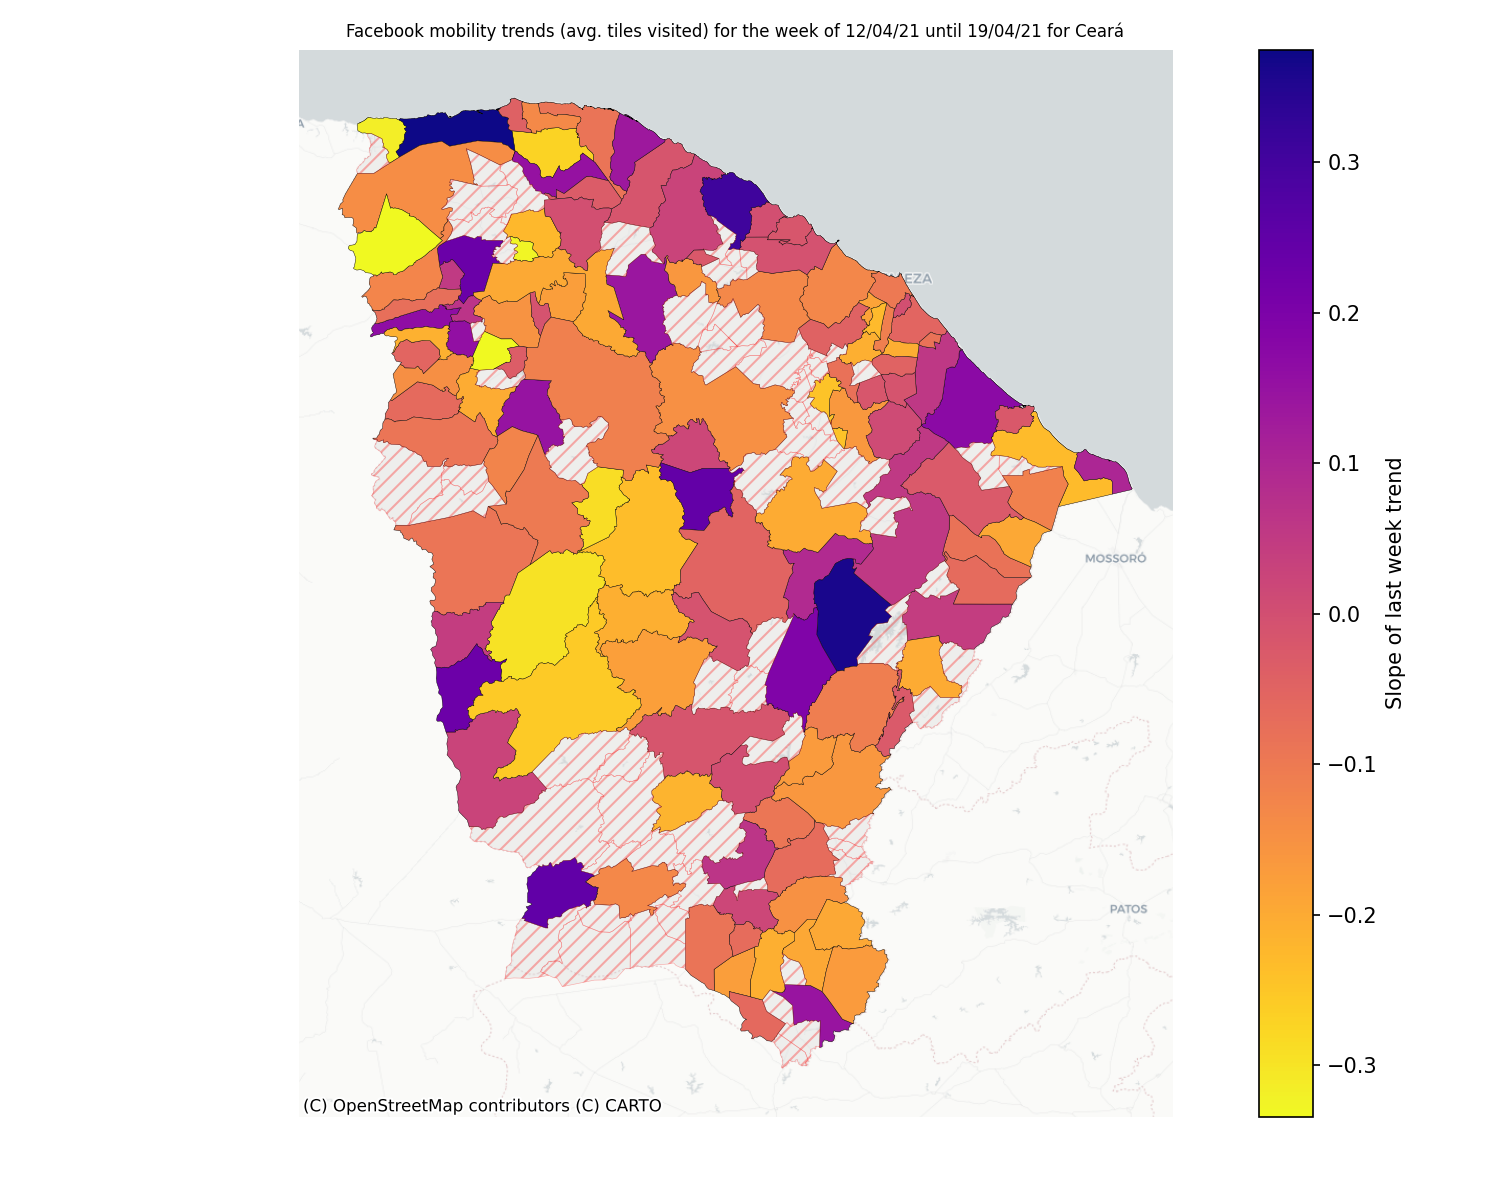 Facebook mobility trends (avg. tiles visited) for the week of 12/04/21 until 19/04/21 for Ceará
A
EZA
MOSSORÓ
PATOS
0.3
0.2
0.1
0.0
−0.1
−0.2
−0.3
Slope of last week trend
(C) OpenStreetMap contributors (C) CARTO